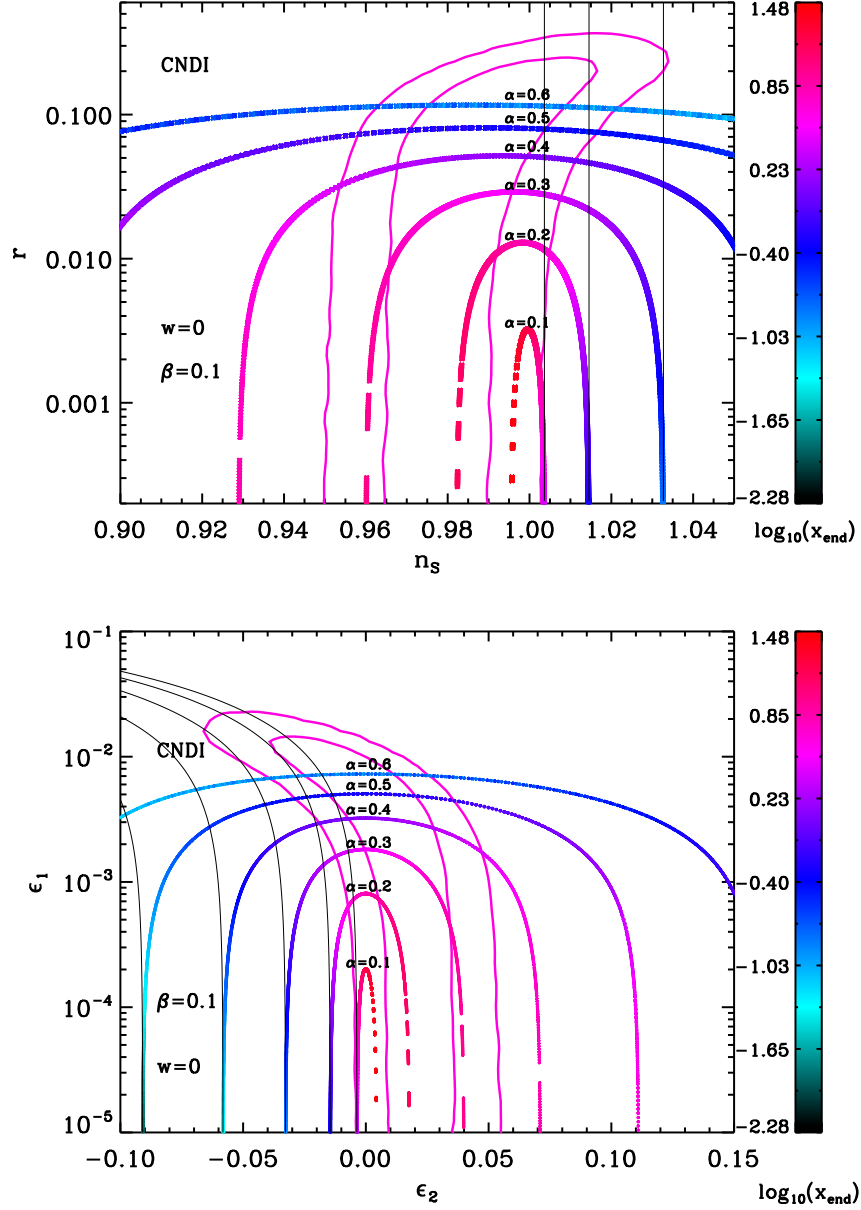 CNDI
w=0
β=0.1
α=0.6
α=0.5
α=0.4
α=0.3
α=0.2
α=0.1
0.100
0.010
0.001
r
0.90 0.92 0.94 0.96 0.98 1.00 1.02 1.04
n_S
1.48
0.85
0.23
−0.40
−1.03
−1.65
−2.28
log₁₀(x_end)
CNDI
β=0.1
w=0
α=0.6
α=0.5
α=0.4
α=0.3
α=0.2
α=0.1
10⁻¹
10⁻²
10⁻³
10⁻⁴
10⁻⁵
ϵ₁
−0.10 −0.05 0.00 0.05 0.10 0.15
ϵ₂
1.48
0.85
0.23
−0.40
−1.03
−1.65
−2.28
log₁₀(x_end)